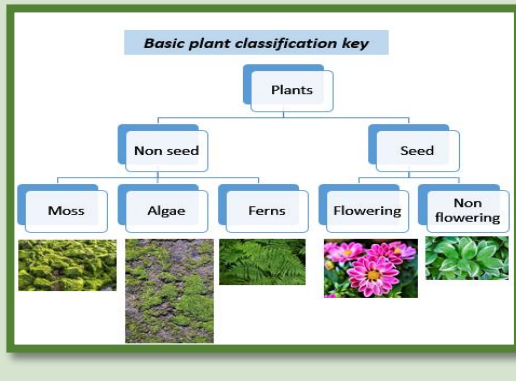 Basic plant classification key
Plants
Non seed
Seed
Moss
Algae
Ferns
Flowering
Non
flowering